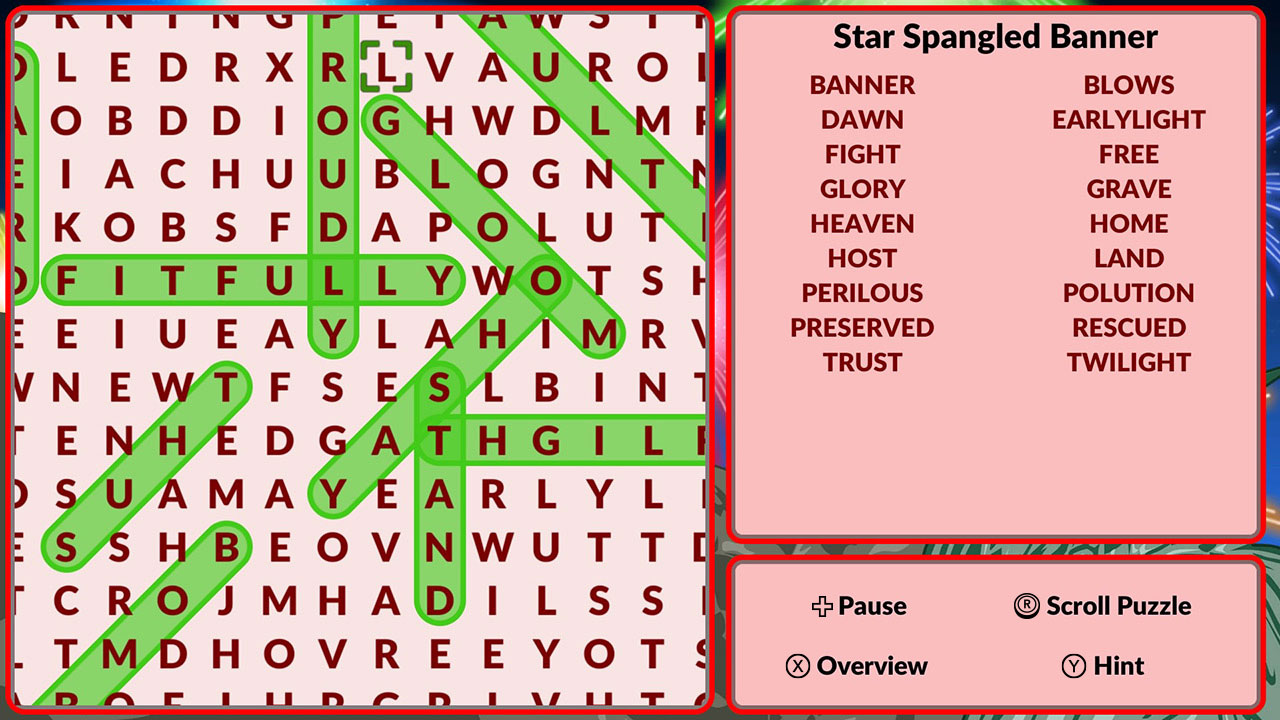 O L E D R X R L V A U R O
A O B D D I O G H W D L M
E I A C H U U B L O G N T N
R K O B S F D A P O L U T
O F I T F U L L Y W O T S H
E E I U E A Y L A H I M R V
W N E W T F S E S L B I N T
T E N H E D G A T H G I L
O S U A M A Y E A R L Y L
E S S H B E O V N W U T T
T C R O J M H A D I L S S
L T M D H O V R E E Y O T S
Star Spangled Banner
BANNER BLOWS
DAWN EARLYLIGHT
FIGHT FREE
GLORY GRAVE
HEAVEN HOME
HOST LAND
PERILOUS POLUTION
PRESERVED RESCUED
TRUST TWILIGHT
Pause R Scroll Puzzle
X Overview Y Hint